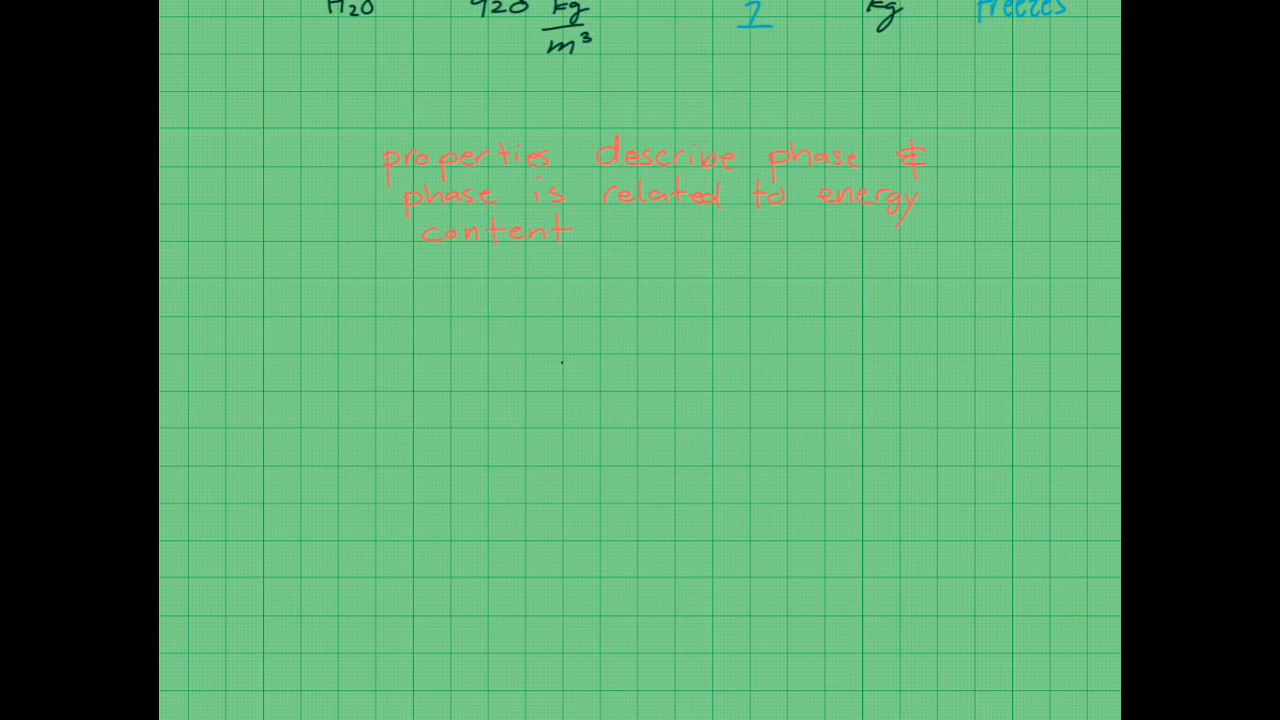 H₂O 920 kg/m³ kg freezes
properties describe phase &
phase is related to energy
content